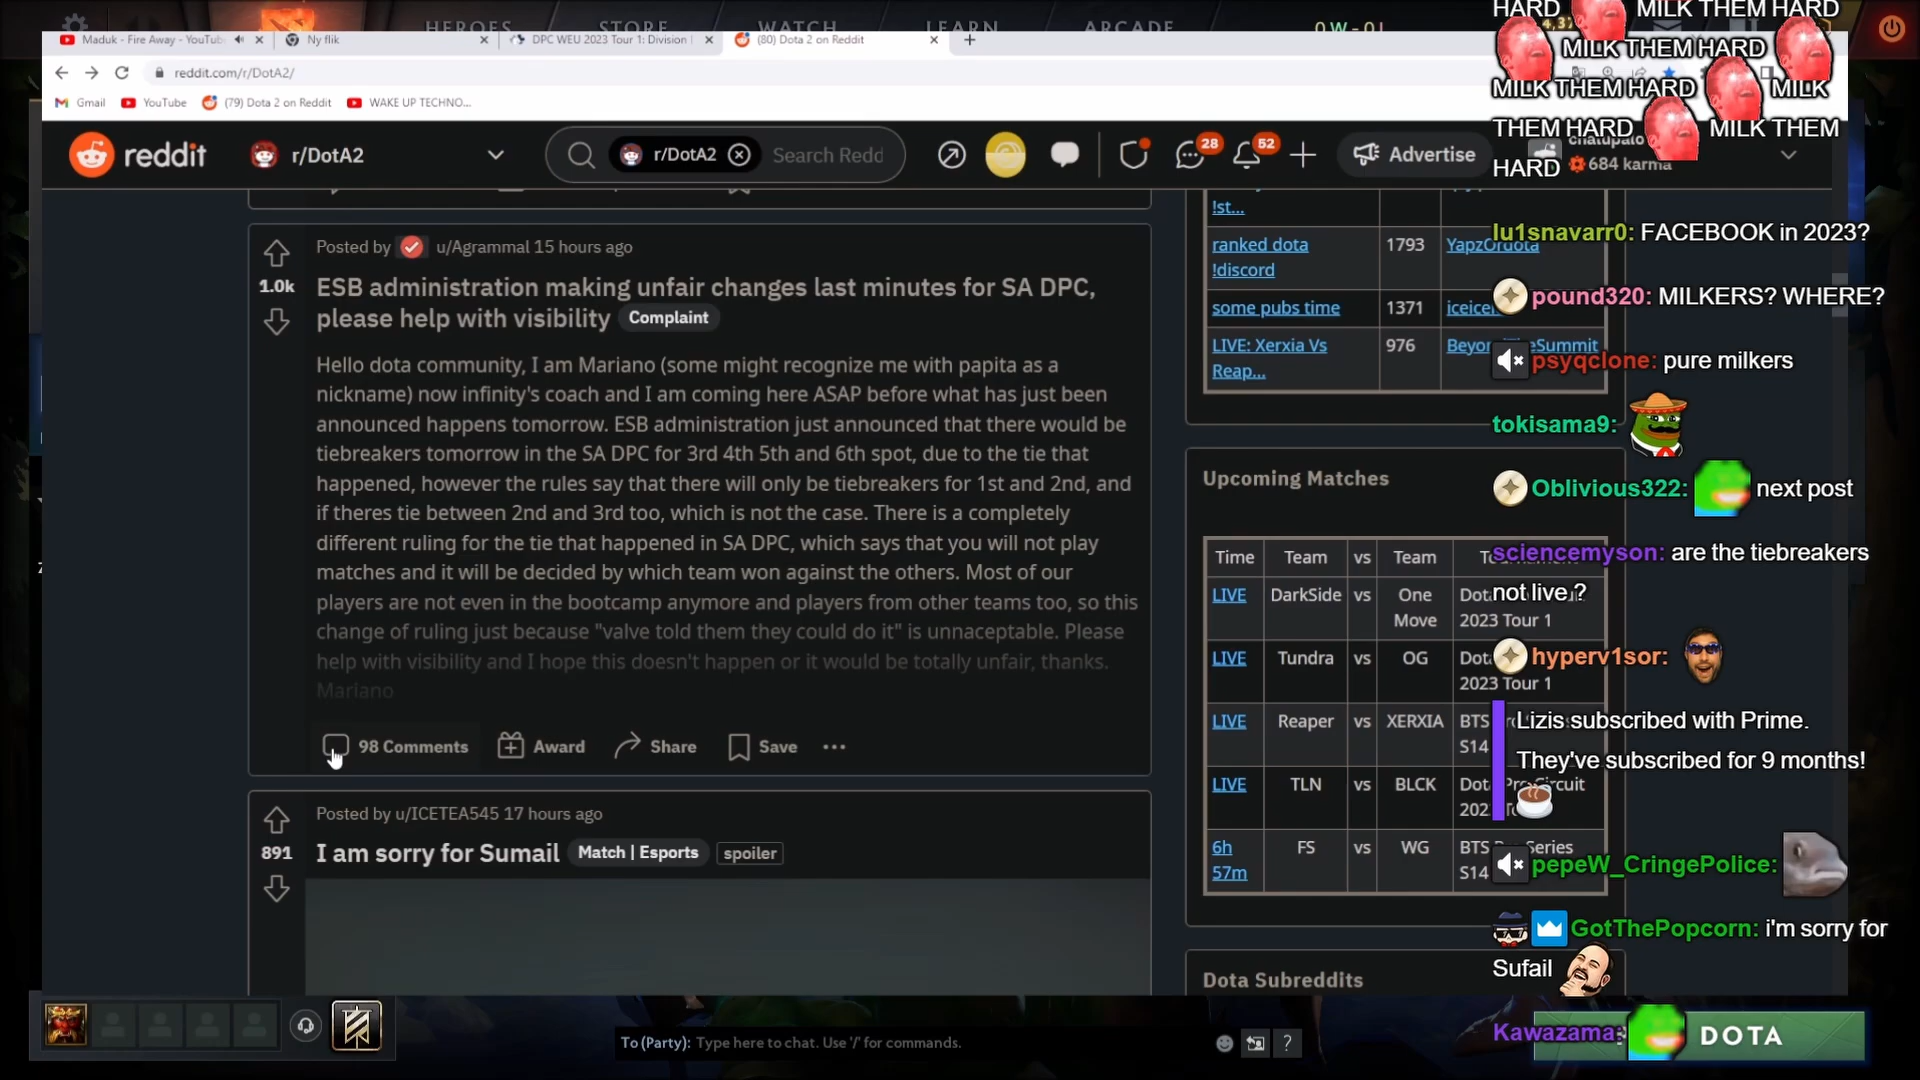 HEROES STORE WATCH LEARN ARCADE 0W-0L
Maduk - Fire Away - YouTub
Ny flik
DPC WEU 2023 Tour 1: Division
(80) Dota 2 on Reddit
reddit.com/r/DotA2/
Gmail
YouTube
(79) Dota 2 on Reddit
WAKE UP TECHNO...
reddit
r/DotA2
r/DotA2
Search Redd
28
52
Advertise
chatupalo
684 karma
Posted by u/Agrammal 15 hours ago
1.0k
ESB administration making unfair changes last minutes for SA DPC,
please help with visibility Complaint
Hello dota community, I am Mariano (some might recognize me with papita as a
nickname) now infinity's coach and I am coming here ASAP before what has just been
announced happens tomorrow. ESB administration just announced that there would be
tiebreakers tomorrow in the SA DPC for 3rd 4th 5th and 6th spot, due to the tie that
happened, however the rules say that there will only be tiebreakers for 1st and 2nd, and
if theres tie between 2nd and 3rd too, which is not the case. There is a completely
different ruling for the tie that happened in SA DPC, which says that you will not play
matches and it will be decided by which team won against the others. Most of our
players are not even in the bootcamp anymore and players from other teams too, so this
change of ruling just because "valve told them they could do it" is unnaceptable. Please
help with visibility and I hope this doesn't happen or it would be totally unfair, thanks.
Mariano
98 Comments Award Share Save
Posted by u/ICETEA545 17 hours ago
891
I am sorry for Sumail Match | Esports spoiler
!st...
ranked dota
!discord
1793
YapzOrdota
some pubs time
1371
LIVE: Xerxia Vs
Reap...
976
Upcoming Matches
Time Team vs Team
LIVE DarkSide vs One
Move
2023 Tour 1
LIVE Tundra vs OG
2023 Tour 1
LIVE Reaper vs XERXIA BTS
S14
LIVE TLN vs BLCK
6h
57m
FS vs WG BTS
S14
Dota Subreddits
HARD MILK THEM HARD
MILK THEM HARD
MILK THEM HARD MILK
THEM HARD MILK THEM
HARD
lu1snavarr0: FACEBOOK in 2023?
pound320: MILKERS? WHERE?
psyqclone: pure milkers
tokisama9:
Oblivious322: next post
sciencemyson: are the tiebreakers
not live ?
hyperv1sor:
Lizis subscribed with Prime.
They've subscribed for 9 months!
pepeW_CringePolice:
GotThePopcorn: i'm sorry for
Sufail
Kawazama:
To (Party): Type here to chat. Use '/' for commands.
?
DOTA